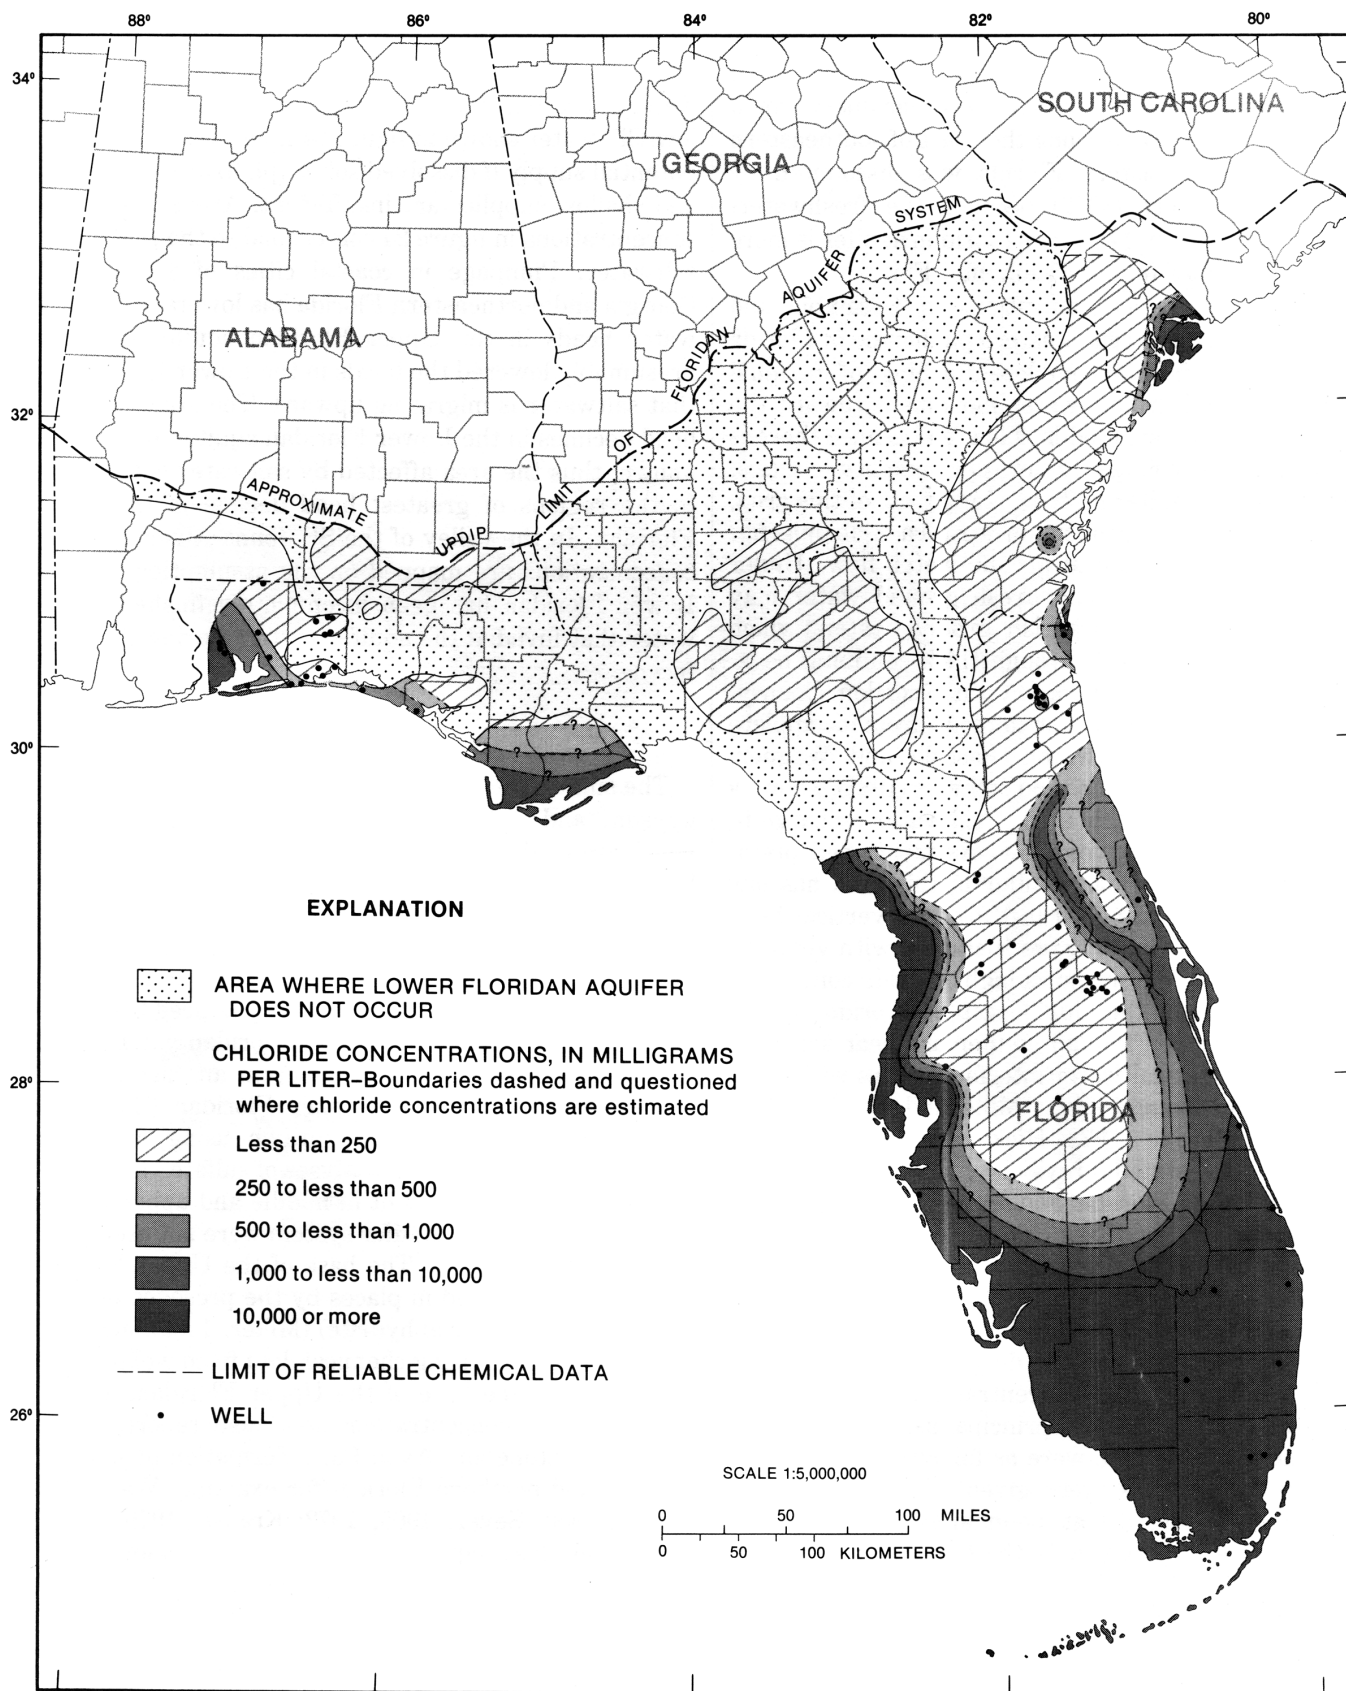 88° 86° 84° 82° 80°
34°
SOUTH CAROLINA
GEORGIA
SYSTEM
AQUIFER
FLORIDAN
ALABAMA
32°
OF
LIMIT
APPROXIMATE
UPDIP
30°
EXPLANATION
AREA WHERE LOWER FLORIDAN AQUIFER
DOES NOT OCCUR
CHLORIDE CONCENTRATIONS, IN MILLIGRAMS
PER LITER–Boundaries dashed and questioned
where chloride concentrations are estimated
28°
FLORIDA
Less than 250
250 to less than 500
500 to less than 1,000
1,000 to less than 10,000
10,000 or more
LIMIT OF RELIABLE CHEMICAL DATA
WELL
26°
SCALE 1:5,000,000
0 50 100 MILES
0 50 100 KILOMETERS